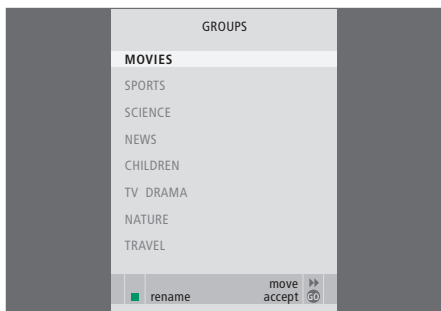 GROUPS
MOVIES
SPORTS
SCIENCE
NEWS
CHILDREN
TV DRAMA
NATURE
TRAVEL
move
rename accept GO